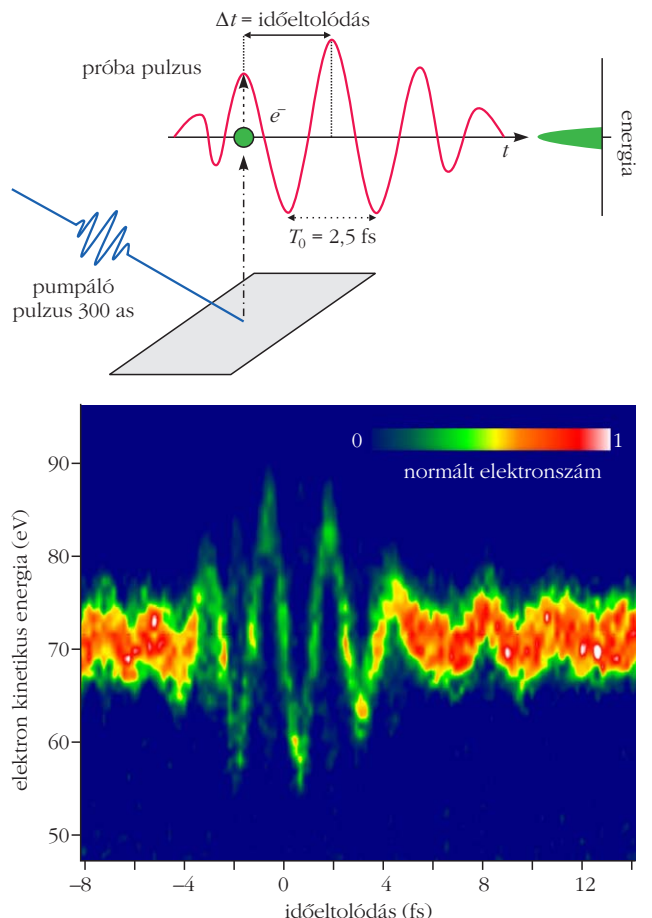 Δt = időeltolódás
próba pulzus
e⁻
t
energia
T₀ = 2,5 fs
pumpáló
pulzus 300 as
0
1
normált elektronszám
90
80
70
60
50
elektron kinetikus energia (eV)
–8
–4
0
4
8
12
időeltolódás (fs)